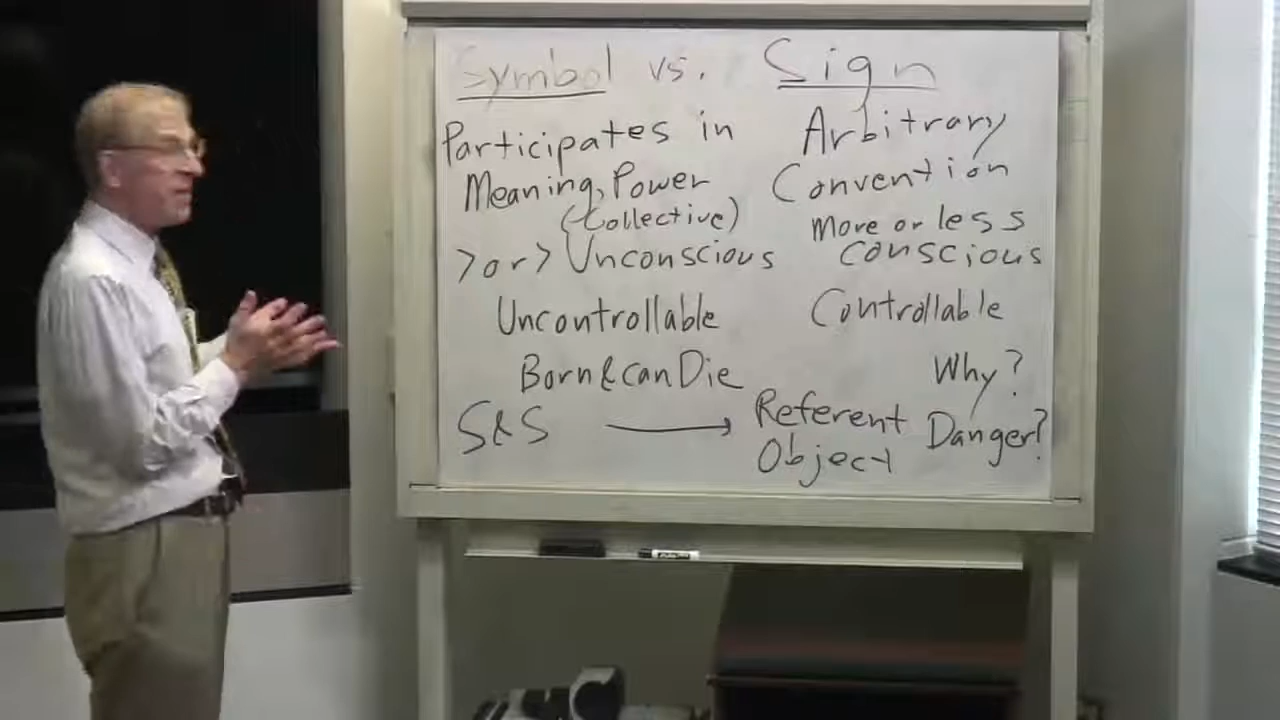 Symbol vs. Sign
Participates in
Meaning, Power
(Collective)
> or > Unconscious
Uncontrollable
Born & can Die
S&S → Referent
Object
Arbitrary
Convention
more or less
conscious
Controllable
Why?
Danger?